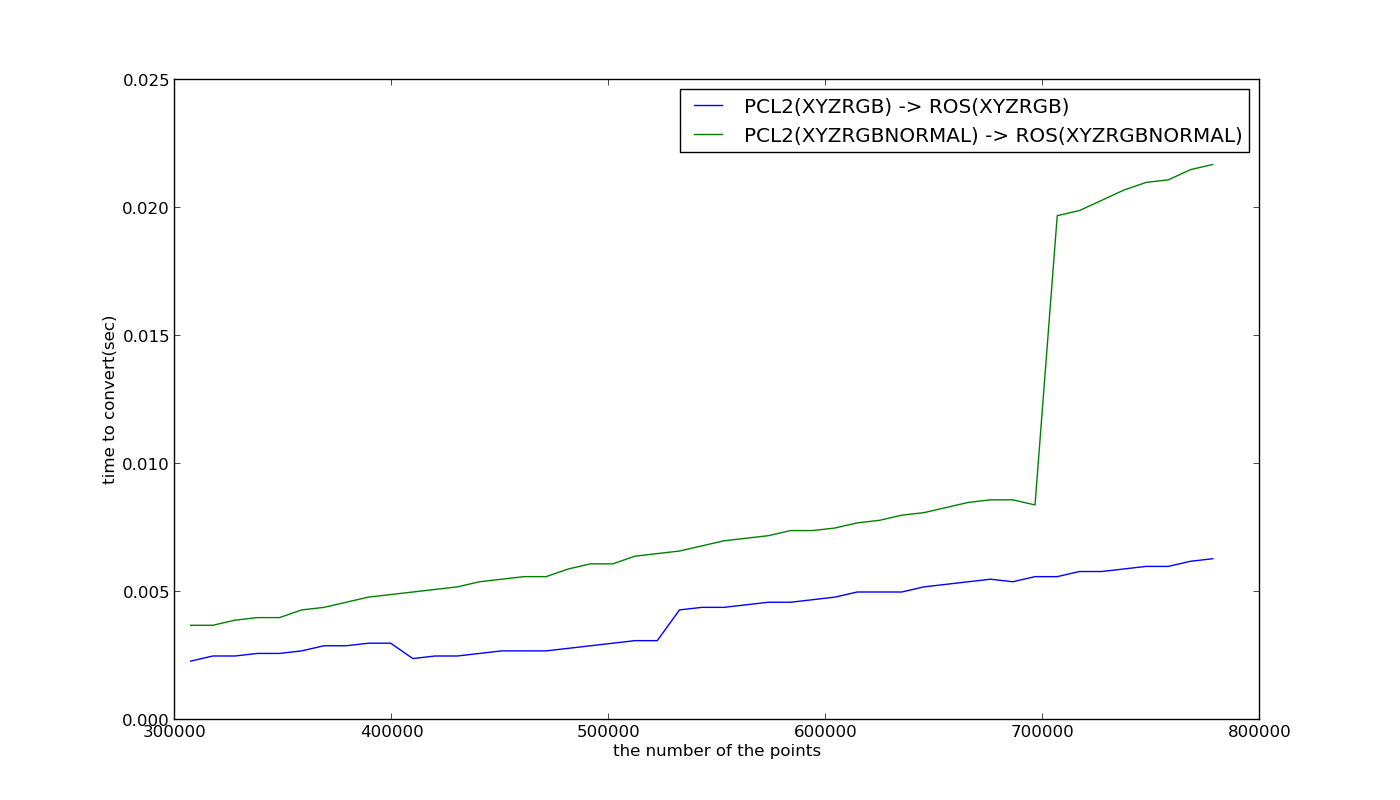 0.025
PCL2(XYZRGB) -> ROS(XYZRGB)
PCL2(XYZRGBNORMAL) -> ROS(XYZRGBNORMAL)
0.020
0.015
time to convert(sec)
0.010
0.005
0.000
300000 400000 500000 600000 700000 800000
the number of the points